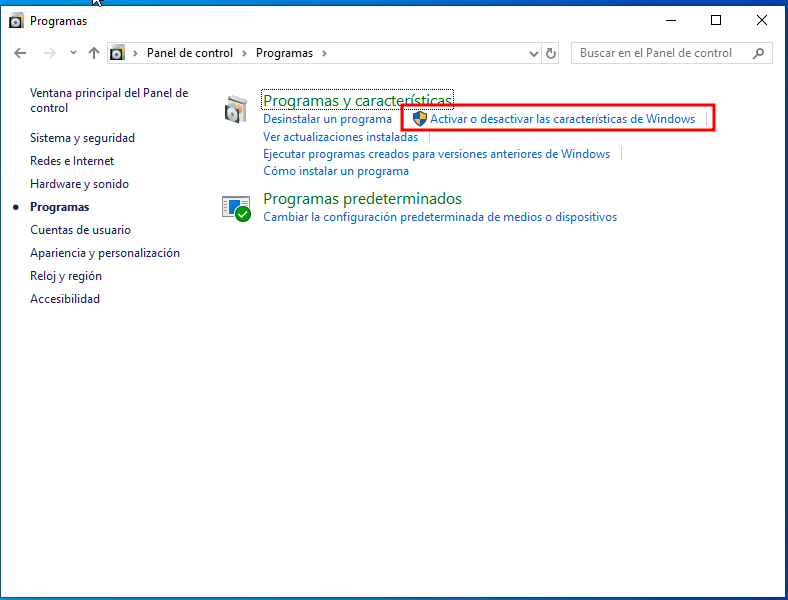 Programas
Panel de control > Programas >
Buscar en el Panel de control
Ventana principal del Panel de
control
Sistema y seguridad
Redes e Internet
Hardware y sonido
Programas
Cuentas de usuario
Apariencia y personalización
Reloj y región
Accesibilidad
Programas y características
Desinstalar un programa
Activar o desactivar las características de Windows
Ver actualizaciones instaladas
Ejecutar programas creados para versiones anteriores de Windows
Cómo instalar un programa
Programas predeterminados
Cambiar la configuración predeterminada de medios o dispositivos